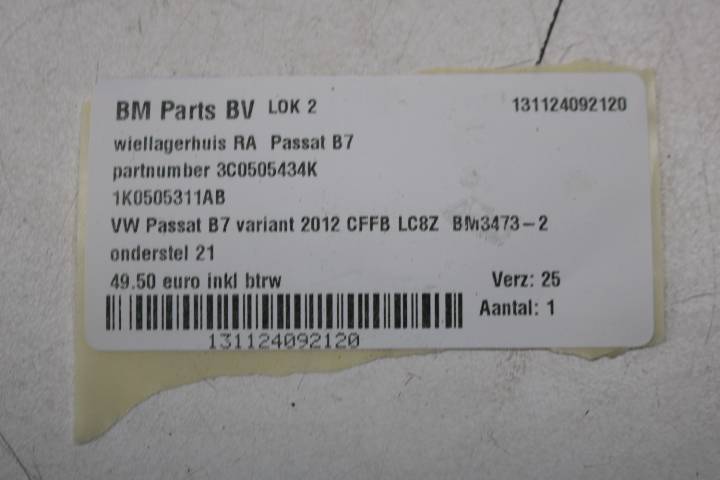 BM Parts BV LOK 2 131124092120
wiellagerhuis RA Passat B7
partnumber 3C0505434K
1K0505311AB
VW Passat B7 variant 2012 CFFB LC8Z BM3473-2
onderstel 21
49.50 euro inkl btrw Verz: 25
Aantal: 1
131124092120